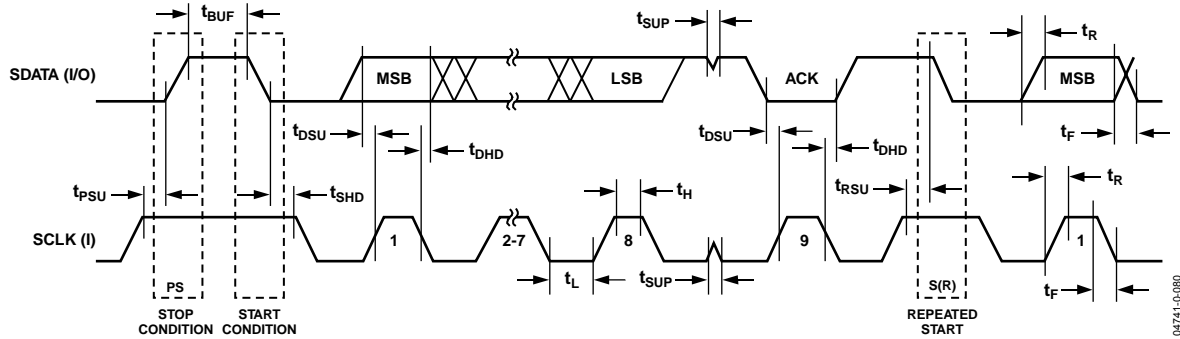 tBUF
tSUP
tR
SDATA (I/O)
MSB
LSB
ACK
MSB
tDSU
tDHD
tDSU
tDHD
tF
tPSU
tSHD
tH
tRSU
tR
SCLK (I)
1
2-7
8
9
1
PS
tL
tSUP
S(R)
tF
STOP
CONDITION
START
CONDITION
REPEATED
START
04741-0-080